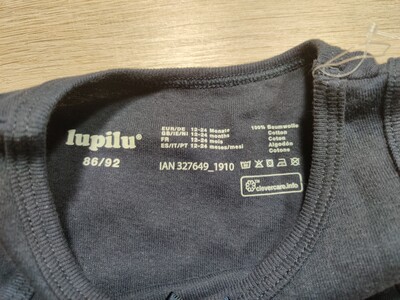 lupilu®
86/92
EUR/DE 12-24 Monate
GB/IE/NI 12-24 months
FR 12-24 mois
ES/IT/PT 12-24 meses/mesi
100% Baumwolle
Cotton
Coton
Algodón
Cotone
IAN 327649_1910
clevercare.info